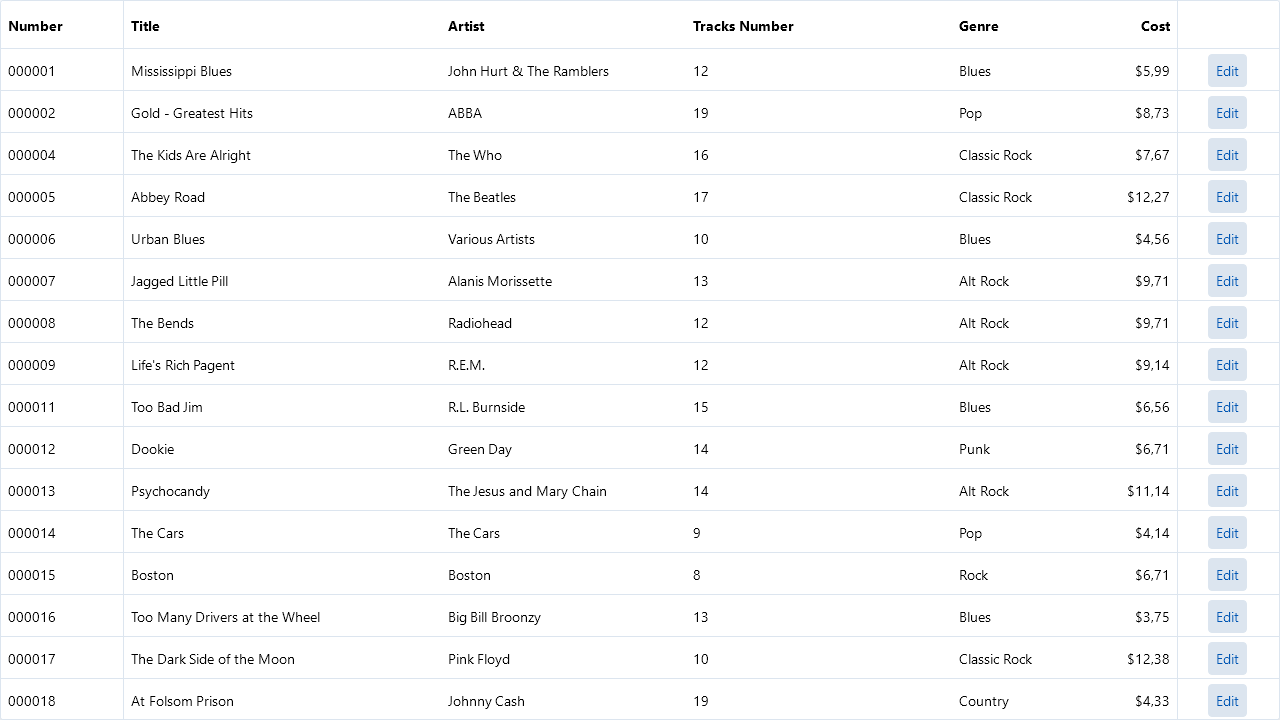 Number Title Artist Tracks Number Genre Cost
000001 Mississippi Blues John Hurt & The Ramblers 12 Blues $5,99 Edit
000002 Gold - Greatest Hits ABBA 19 Pop $8,73 Edit
000004 The Kids Are Alright The Who 16 Classic Rock $7,67 Edit
000005 Abbey Road The Beatles 17 Classic Rock $12,27 Edit
000006 Urban Blues Various Artists 10 Blues $4,56 Edit
000007 Jagged Little Pill Alanis Morissette 13 Alt Rock $9,71 Edit
000008 The Bends Radiohead 12 Alt Rock $9,71 Edit
000009 Life's Rich Pagent R.E.M. 12 Alt Rock $9,14 Edit
000011 Too Bad Jim R.L. Burnside 15 Blues $6,56 Edit
000012 Dookie Green Day 14 Punk $6,71 Edit
000013 Psychocandy The Jesus and Mary Chain 14 Alt Rock $11,14 Edit
000014 The Cars The Cars 9 Pop $4,14 Edit
000015 Boston Boston 8 Rock $6,71 Edit
000016 Too Many Drivers at the Wheel Big Bill Broonzy 13 Blues $3,75 Edit
000017 The Dark Side of the Moon Pink Floyd 10 Classic Rock $12,38 Edit
000018 At Folsom Prison Johnny Cash 19 Country $4,33 Edit